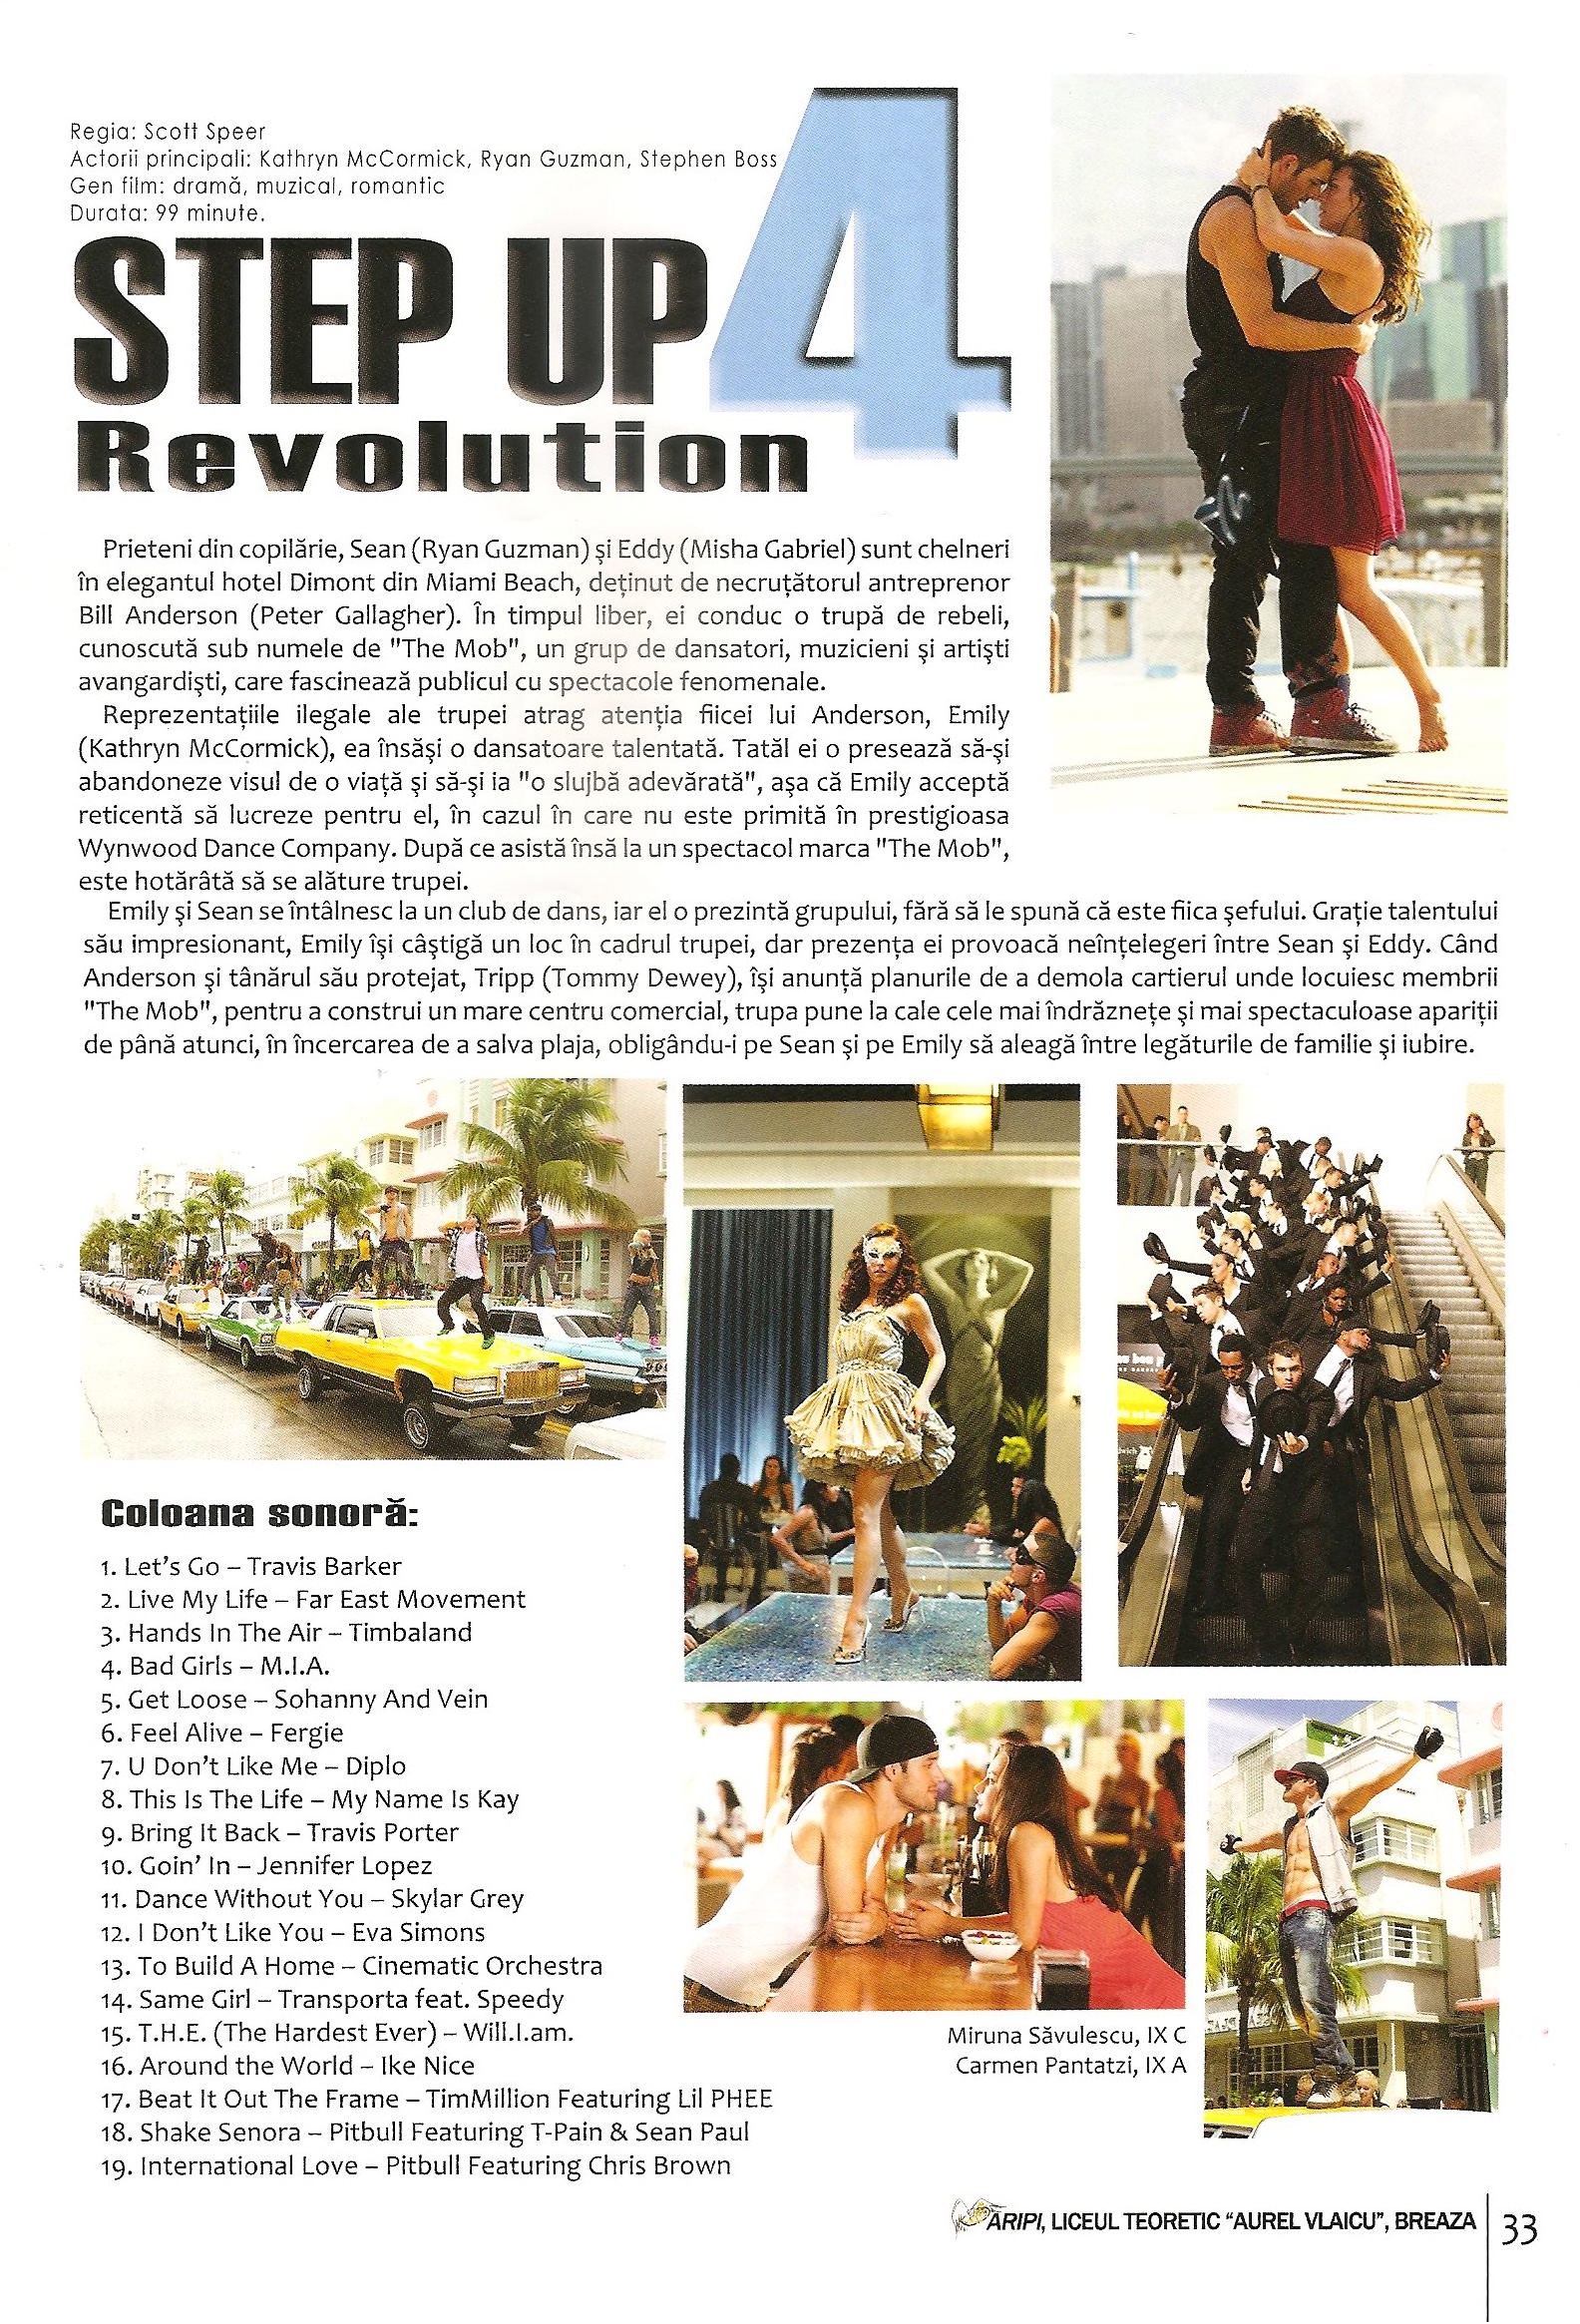 Regia: Scott Speer
Actorii principali: Kathryn McCormick, Ryan Guzman, Stephen Boss
Gen film: dramă, muzical, romantic
Durata: 99 minute.
STEP UP 4
Revolution
Prieteni din copilărie, Sean (Ryan Guzman) şi Eddy (Misha Gabriel) sunt chelneri
în elegantul hotel Dimont din Miami Beach, deţinut de necruţătorul antreprenor
Bill Anderson (Peter Gallagher). În timpul liber, ei conduc o trupă de rebeli,
cunoscută sub numele de "The Mob", un grup de dansatori, muzicieni şi artişti
avangardişti, care fascinează publicul cu spectacole fenomenale.
Reprezentaţiile ilegale ale trupei atrag atenţia fiicei lui Anderson, Emily
(Kathryn McCormick), ea însăşi o dansatoare talentată. Tatăl ei o presează să-şi
abandoneze visul de o viaţă şi să-şi ia "o slujbă adevărată", aşa că Emily acceptă
reticentă să lucreze pentru el, în cazul în care nu este primită în prestigioasa
Wynwood Dance Company. După ce asistă însă la un spectacol marca "The Mob",
este hotărâtă să se alăture trupei.
Emily şi Sean se întâlnesc la un club de dans, iar el o prezintă grupului, fără să le spună că este fiica şefului. Graţie talentului
său impresionant, Emily îşi câştigă un loc în cadrul trupei, dar prezenţa ei provoacă neînţelegeri între Sean şi Eddy. Când
Anderson şi tânărul său protejat, Tripp (Tommy Dewey), îşi anunţă planurile de a demola cartierul unde locuiesc membrii
"The Mob", pentru a construi un mare centru comercial, trupa pune la cale cele mai îndrăzneţe şi mai spectaculoase apariţii
de până atunci, în încercarea de a salva plaja, obligându-i pe Sean şi pe Emily să aleagă între legăturile de familie şi iubire.
Coloana sonoră:
1. Let's Go – Travis Barker
2. Live My Life – Far East Movement
3. Hands In The Air – Timbaland
4. Bad Girls – M.I.A.
5. Get Loose – Sohanny And Vein
6. Feel Alive – Fergie
7. U Don't Like Me – Diplo
8. This Is The Life – My Name Is Kay
9. Bring It Back – Travis Porter
10. Goin' In – Jennifer Lopez
11. Dance Without You – Skylar Grey
12. I Don't Like You – Eva Simons
13. To Build A Home – Cinematic Orchestra
14. Same Girl – Transporta feat. Speedy
15. T.H.E. (The Hardest Ever) – Will.I.am.
16. Around the World – Ike Nice
17. Beat It Out The Frame – TimMillion Featuring Lil PHEE
18. Shake Senora – Pitbull Featuring T-Pain & Sean Paul
19. International Love – Pitbull Featuring Chris Brown
Miruna Săvulescu, IX C
Carmen Pantatzi, IX A
ARIPI, LICEUL TEORETIC "AUREL VLAICU", BREAZA
33